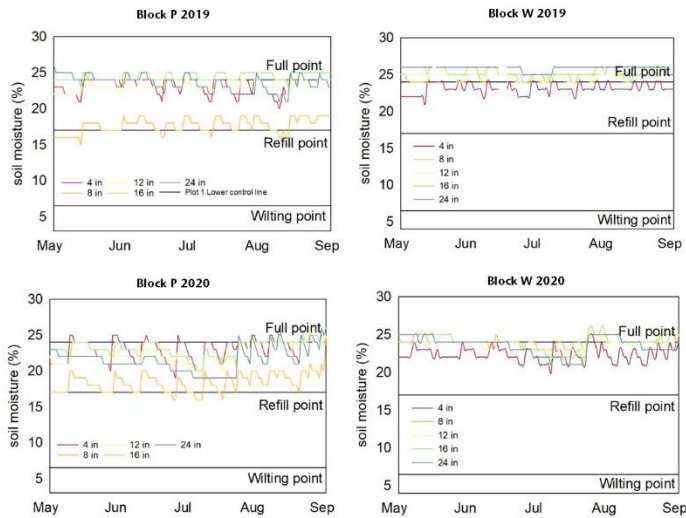 Block P 2019
soil moisture (%)
30
25
20
15
10
5
Full point
Refill point
4 in 12 in 24 in
8 in 16 in Plot 1 Lower control line
Wilting point
May Jun Jul Aug Sep
Block W 2019
30
25
20
15
10
5
Full point
Refill point
4 in
8 in
12 in
16 in
24 in
Wilting point
May Jun Jul Aug Sep
Block P 2020
soil moisture (%)
30
25
20
15
10
5
Full point
Refill point
4 in 12 in 24 in
8 in 16 in
Wilting point
May Jun Jul Aug Sep
Block W 2020
30
25
20
15
10
5
Full point
Refill point
4 in
8 in
12 in
16 in
24 in
Wilting point
May Jun Jul Aug Sep